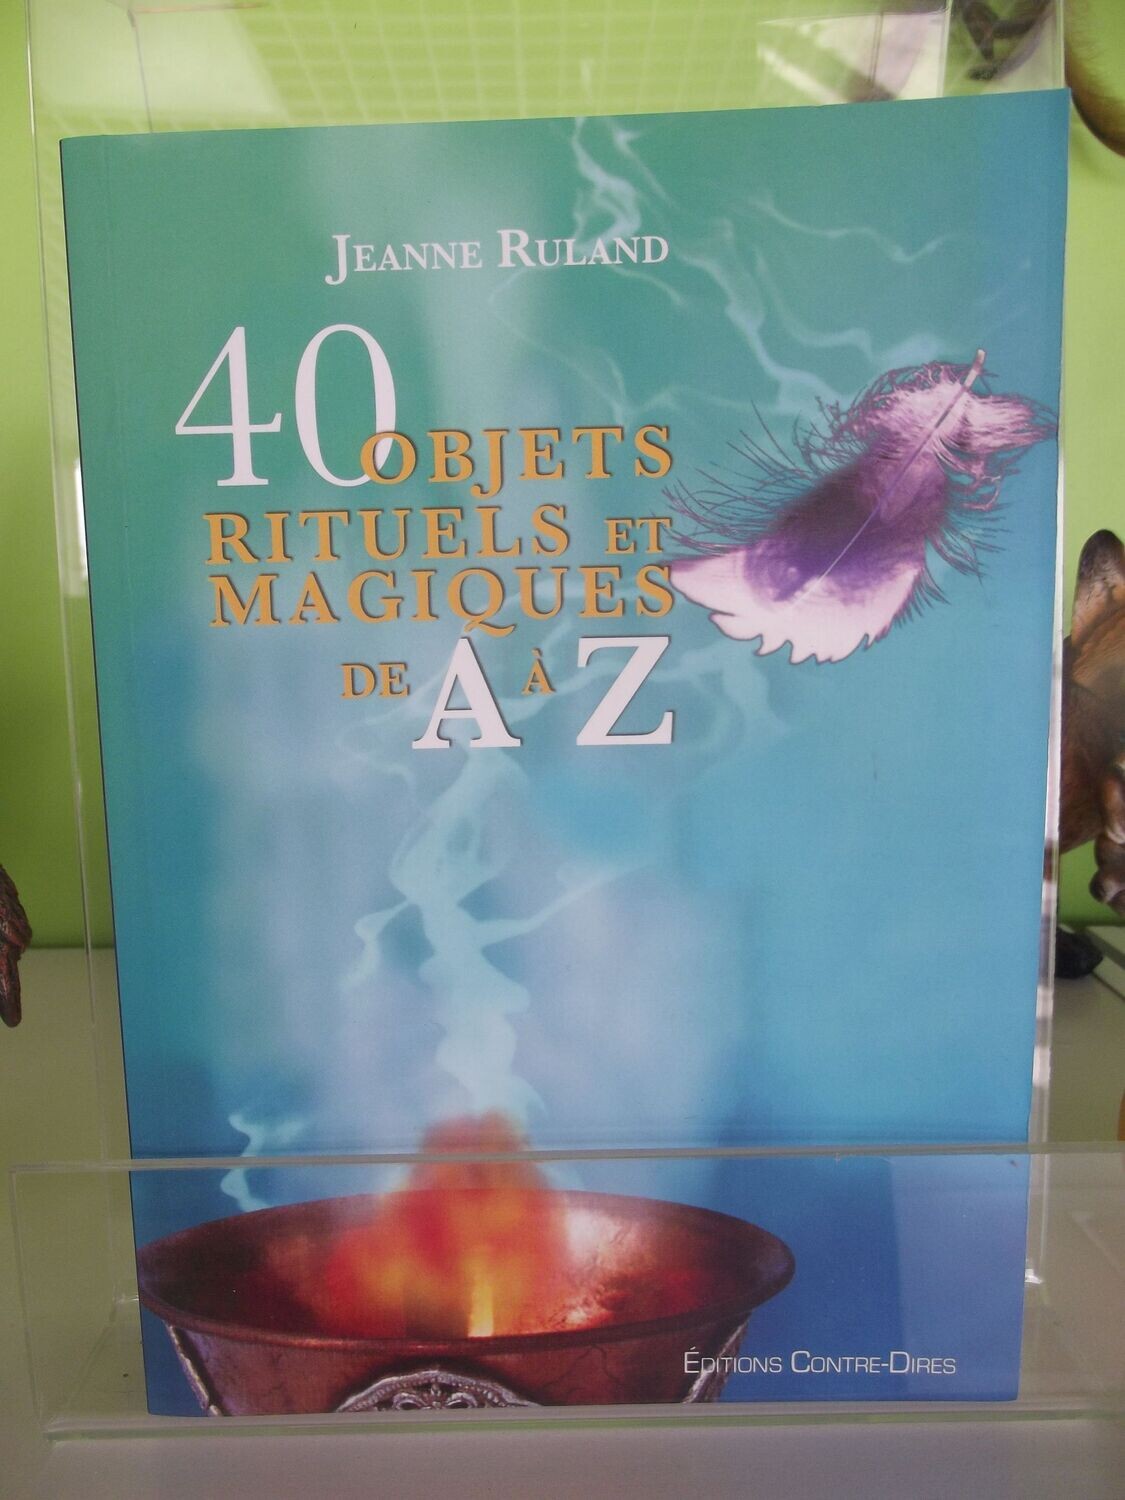 JEANNE RULAND
40 OBJETS
RITUELS ET
MAGIQUES
DE A À Z
ÉDITIONS CONTRE-DIRES